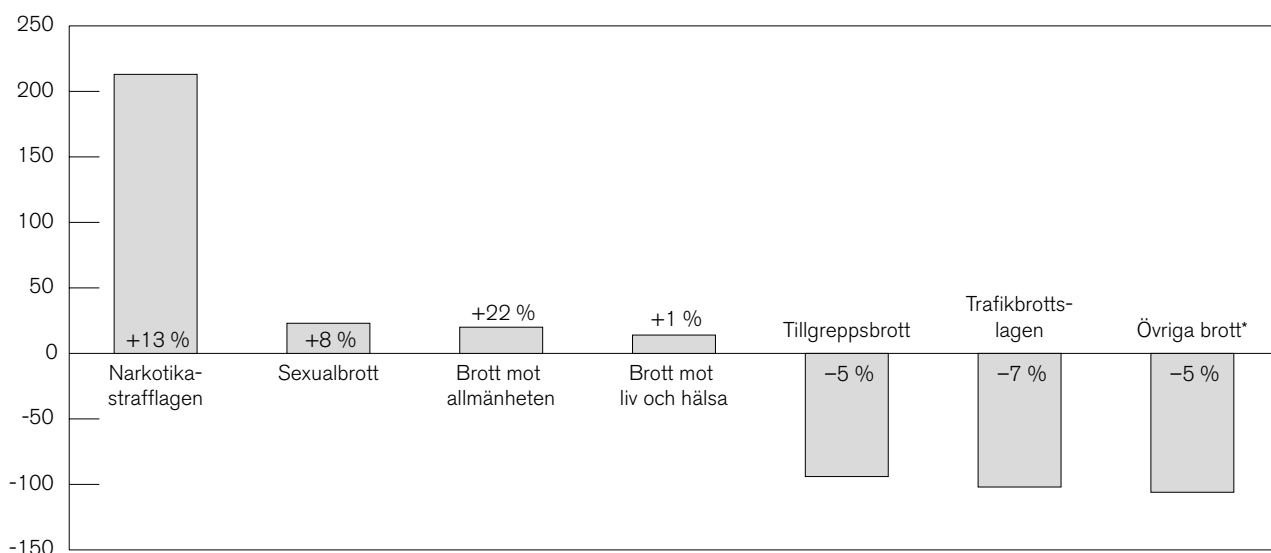 250
200
150
100
50
0
-50
-100
-150
+13 %
+8 %
+22 %
+1 %
Tillgreppsbrott
Trafikbrotts-
lagen
Övriga brott*
Narkotika-
strafflagen
Sexualbrott
Brott mot
allmänheten
Brott mot
liv och hälsa
–5 %
–7 %
–5 %